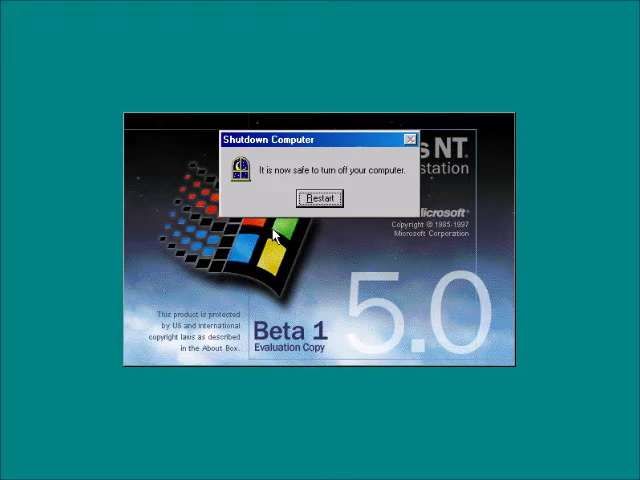 Shutdown Computer
It is now safe to turn off your computer.
Restart
s NT.
station
Microsoft
Copyright © 1985-1997
Microsoft Corporation
This product is protected
by US and international
copyright laws as described
in the About Box.
Beta 1
Evaluation Copy
5.0